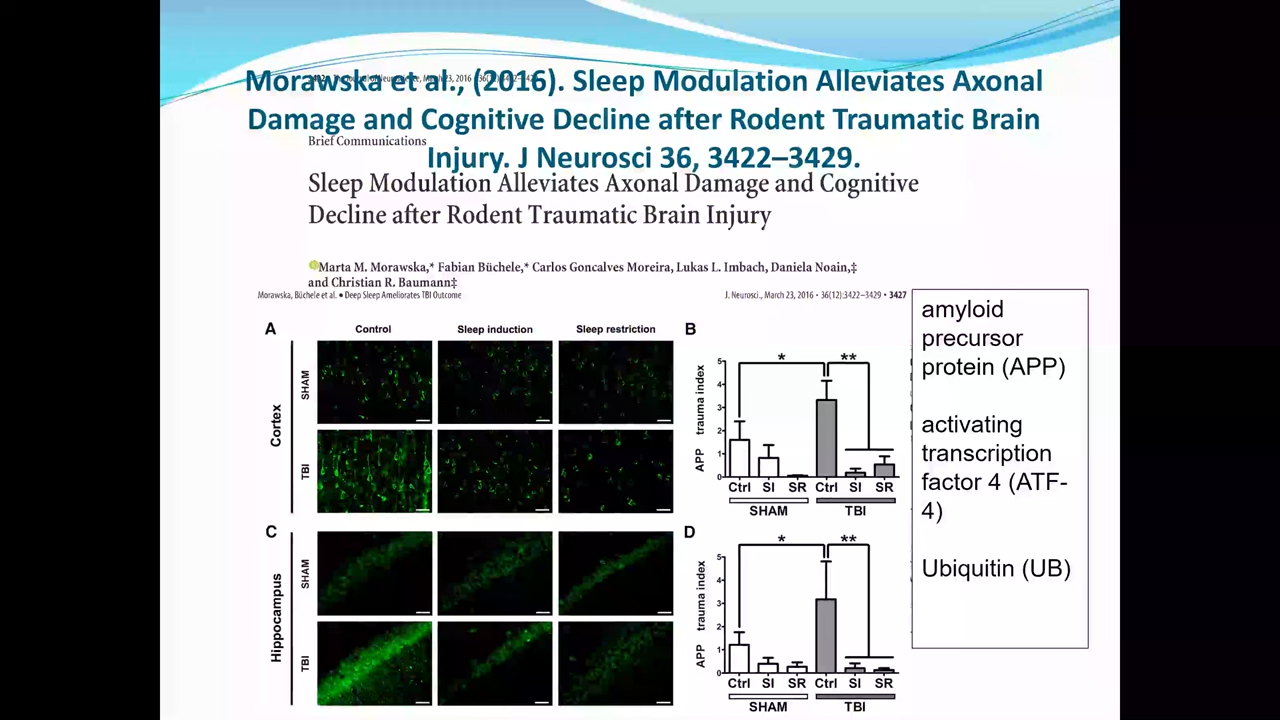 Morawska et al., (2016). Sleep Modulation Alleviates Axonal
Damage and Cognitive Decline after Rodent Traumatic Brain
Injury. J Neurosci 36, 3422–3429.
Brief Communications
Sleep Modulation Alleviates Axonal Damage and Cognitive
Decline after Rodent Traumatic Brain Injury
Marta M. Morawska,* Fabian Büchele,* Carlos Goncalves Moreira, Lukas L. Imbach, Daniela Noain,‡
and Christian R. Baumann‡
Morawska, Büchele et al. • Deep Sleep Ameliorates TBI Outcome
J. Neurosci., March 23, 2016 • 36(12):3422–3429 • 3427
A
Control
Sleep induction
Sleep restriction
Cortex
SHAM
TBI
B
APP trauma index
5
4
3
2
1
0
*
**
Ctrl SI SR Ctrl SI SR
SHAM TBI
C
Hippocampus
SHAM
TBI
D
APP trauma index
5
4
3
2
1
0
*
**
Ctrl SI SR Ctrl SI SR
SHAM TBI
amyloid
precursor
protein (APP)
activating
transcription
factor 4 (ATF-
4)
Ubiquitin (UB)